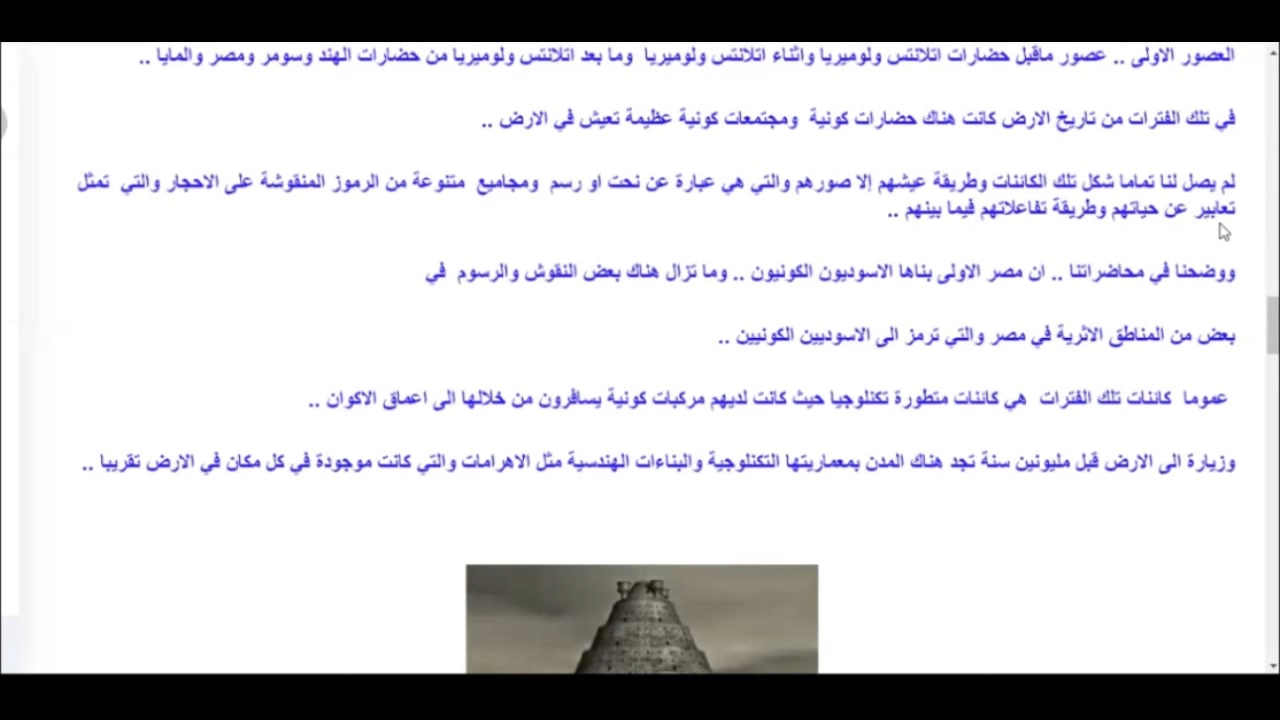 العصور الاولى .. عصور ماقبل حضارات اتلانتس ولوميريا واثناء اتلانتس ولوميريا وما بعد اتلانتس ولوميريا من حضارات الهند وسومر ومصر والمايا ..
في تلك الفترات من تاريخ الارض كانت هناك حضارات كونية ومجتمعات كونية عظيمة تعيش في الارض ..
لم يصل لنا تماما شكل تلك الكائنات وطريقة عيشهم إلا صورهم والتي هي عبارة عن نحت او رسم ومجاميع متنوعة من الرموز المنقوشة على الاحجار والتي تمثل
تعابير عن حياتهم وطريقة تفاعلاتهم فيما بينهم ..
ووضحنا في محاضراتنا .. ان مصر الاولى بناها الاسوديون الكونيون .. وما تزال هناك بعض النقوش والرسوم في
بعض من المناطق الاثرية في مصر والتي ترمز الى الاسوديين الكونيين ..
عموما كائنات تلك الفترات هي كائنات متطورة تكنلوجيا حيث كانت لديهم مركبات كونية يسافرون من خلالها الى اعماق الاكوان ..
وزيارة الى الارض قبل مليونين سنة تجد هناك المدن بمعماريتها التكنلوجية والبناءات الهندسية مثل الاهرامات والتي كانت موجودة في كل مكان في الارض تقريبا ..